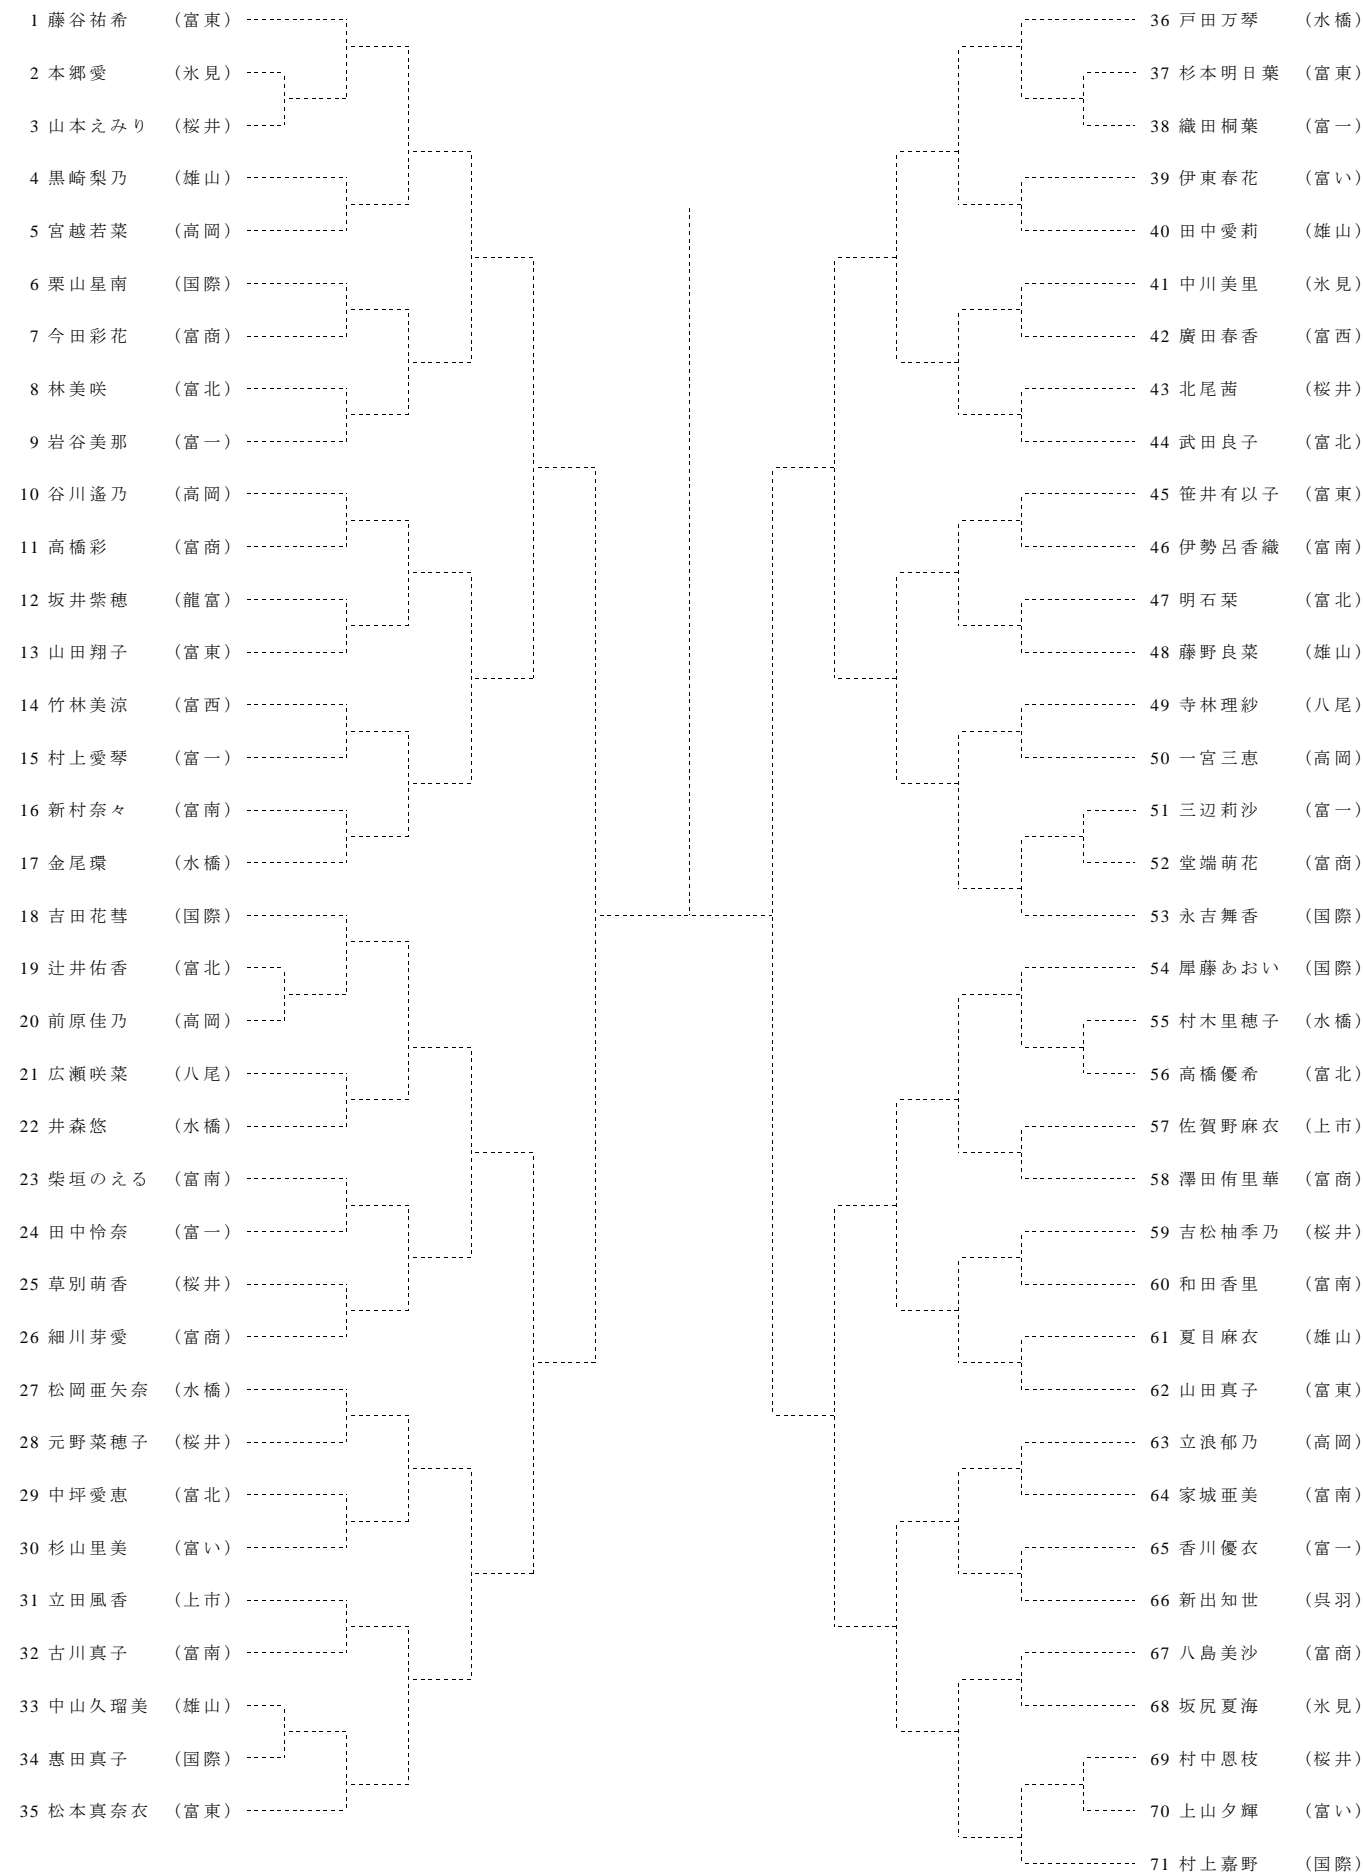 1 藤谷祐希 （富東）
2 本郷愛 （氷見）
3 山本えみり （桜井）
4 黒崎梨乃 （雄山）
5 宮越若菜 （高岡）
6 栗山星南 （国際）
7 今田彩花 （富商）
8 林美咲 （富北）
9 岩谷美那 （富一）
10 谷川遙乃 （高岡）
11 高橋彩 （富商）
12 坂井紫穂 （龍富）
13 山田翔子 （富東）
14 竹林美涼 （富西）
15 村上愛琴 （富一）
16 新村奈々 （富南）
17 金尾環 （水橋）
18 吉田花彗 （国際）
19 辻井佑香 （富北）
20 前原佳乃 （高岡）
21 広瀬咲菜 （八尾）
22 井森悠 （水橋）
23 柴垣のえる （富南）
24 田中怜奈 （富一）
25 草別萌香 （桜井）
26 細川芽愛 （富商）
27 松岡亜矢奈 （水橋）
28 元野菜穂子 （桜井）
29 中坪愛恵 （富北）
30 杉山里美 （富い）
31 立田風香 （上市）
32 古川真子 （富南）
33 中山久瑠美 （雄山）
34 惠田真子 （国際）
35 松本真奈衣 （富東）
36 戸田万琴 （水橋）
37 杉本明日葉 （富東）
38 織田桐葉 （富一）
39 伊東春花 （富い）
40 田中愛莉 （雄山）
41 中川美里 （氷見）
42 廣田春香 （富西）
43 北尾茜 （桜井）
44 武田良子 （富北）
45 笹井有以子 （富東）
46 伊勢呂香織 （富南）
47 明石栞 （富北）
48 藤野良菜 （雄山）
49 寺林理紗 （八尾）
50 一宮三恵 （高岡）
51 三辺莉沙 （富一）
52 堂端萌花 （富商）
53 永吉舞香 （国際）
54 犀藤あおい （国際）
55 村木里穂子 （水橋）
56 高橋優希 （富北）
57 佐賀野麻衣 （上市）
58 澤田侑里華 （富商）
59 吉松柚季乃 （桜井）
60 和田香里 （富南）
61 夏目麻衣 （雄山）
62 山田真子 （富東）
63 立浪郁乃 （高岡）
64 家城亜美 （富南）
65 香川優衣 （富一）
66 新出知世 （呉羽）
67 八島美沙 （富商）
68 坂尻夏海 （氷見）
69 村中恩枝 （桜井）
70 上山夕輝 （富い）
71 村上嘉野 （国際）